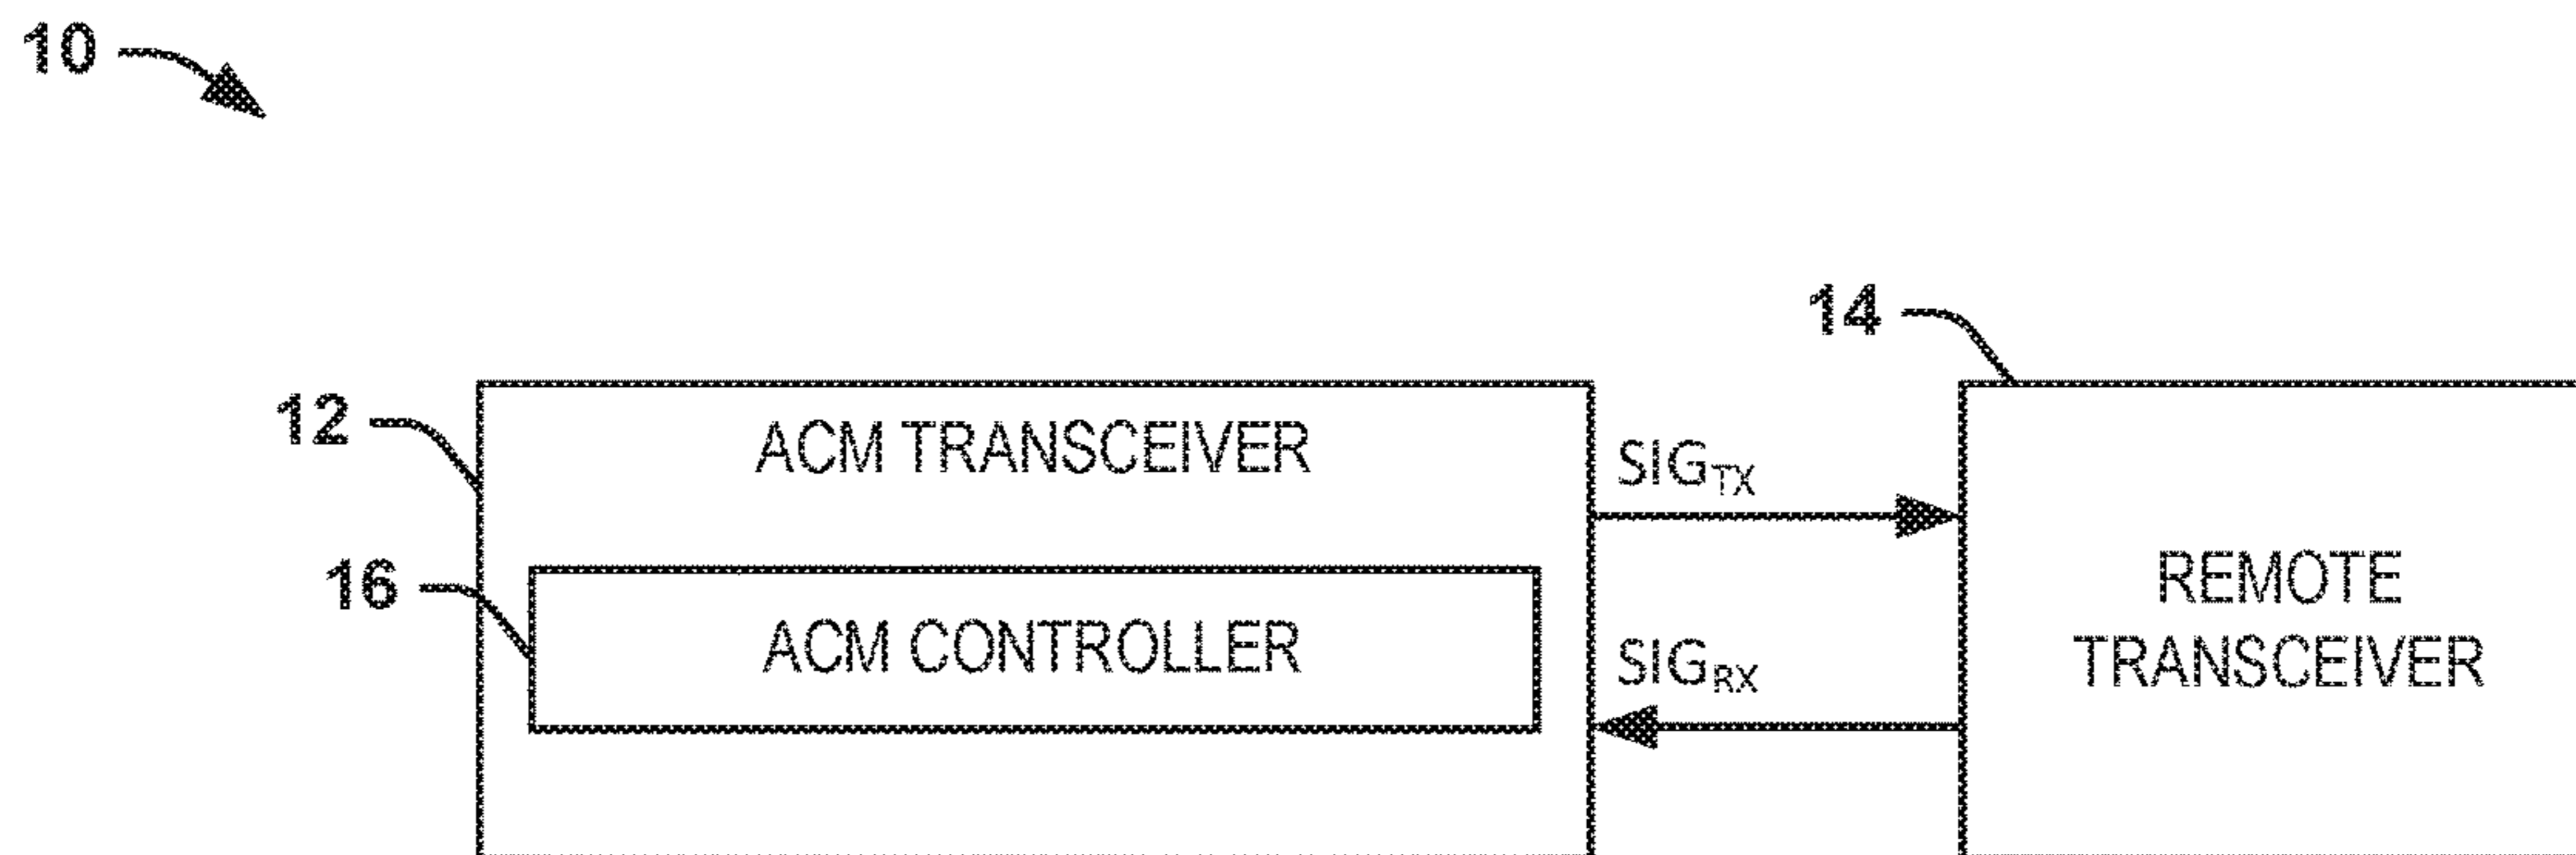 10
14
12
ACM TRANSCEIVER
SIGTX
16
ACM CONTROLLER
REMOTE
TRANSCEIVER
SIGRX